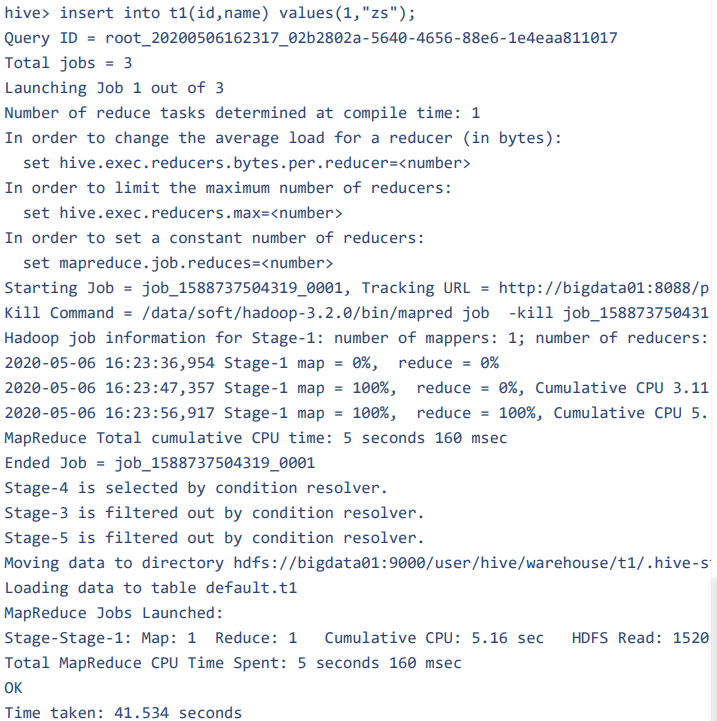 hive> insert into t1(id,name) values(1,"zs");
Query ID = root_20200506162317_02b2802a-5640-4656-88e6-1e4eaa811017
Total jobs = 3
Launching Job 1 out of 3
Number of reduce tasks determined at compile time: 1
In order to change the average load for a reducer (in bytes):
  set hive.exec.reducers.bytes.per.reducer=<number>
In order to limit the maximum number of reducers:
  set hive.exec.reducers.max=<number>
In order to set a constant number of reducers:
  set mapreduce.job.reduces=<number>
Starting Job = job_1588737504319_0001, Tracking URL = http://bigdata01:8088/p
Kill Command = /data/soft/hadoop-3.2.0/bin/mapred job  -kill job_158873750431
Hadoop job information for Stage-1: number of mappers: 1; number of reducers:
2020-05-06 16:23:36,954 Stage-1 map = 0%,  reduce = 0%
2020-05-06 16:23:47,357 Stage-1 map = 100%,  reduce = 0%, Cumulative CPU 3.11
2020-05-06 16:23:56,917 Stage-1 map = 100%,  reduce = 100%, Cumulative CPU 5.
MapReduce Total cumulative CPU time: 5 seconds 160 msec
Ended Job = job_1588737504319_0001
Stage-4 is selected by condition resolver.
Stage-3 is filtered out by condition resolver.
Stage-5 is filtered out by condition resolver.
Moving data to directory hdfs://bigdata01:9000/user/hive/warehouse/t1/.hive-s
Loading data to table default.t1
MapReduce Jobs Launched:
Stage-Stage-1: Map: 1  Reduce: 1   Cumulative CPU: 5.16 sec   HDFS Read: 1520
Total MapReduce CPU Time Spent: 5 seconds 160 msec
OK
Time taken: 41.534 seconds